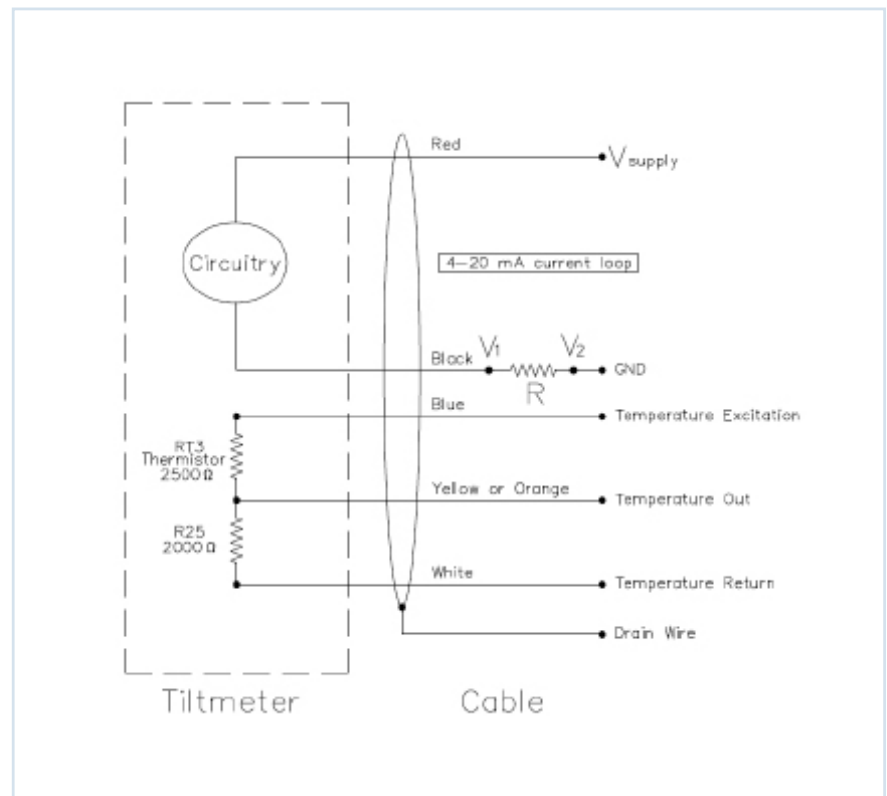 Red
V supply
Circuitry
4–20 mA current loop
V1
V2
Black
GND
R
Blue
Temperature Excitation
RT3
Thermistor
2500Ω
Yellow or Orange
Temperature Out
R25
2000Ω
White
Temperature Return
Drain Wire
Tiltmeter
Cable